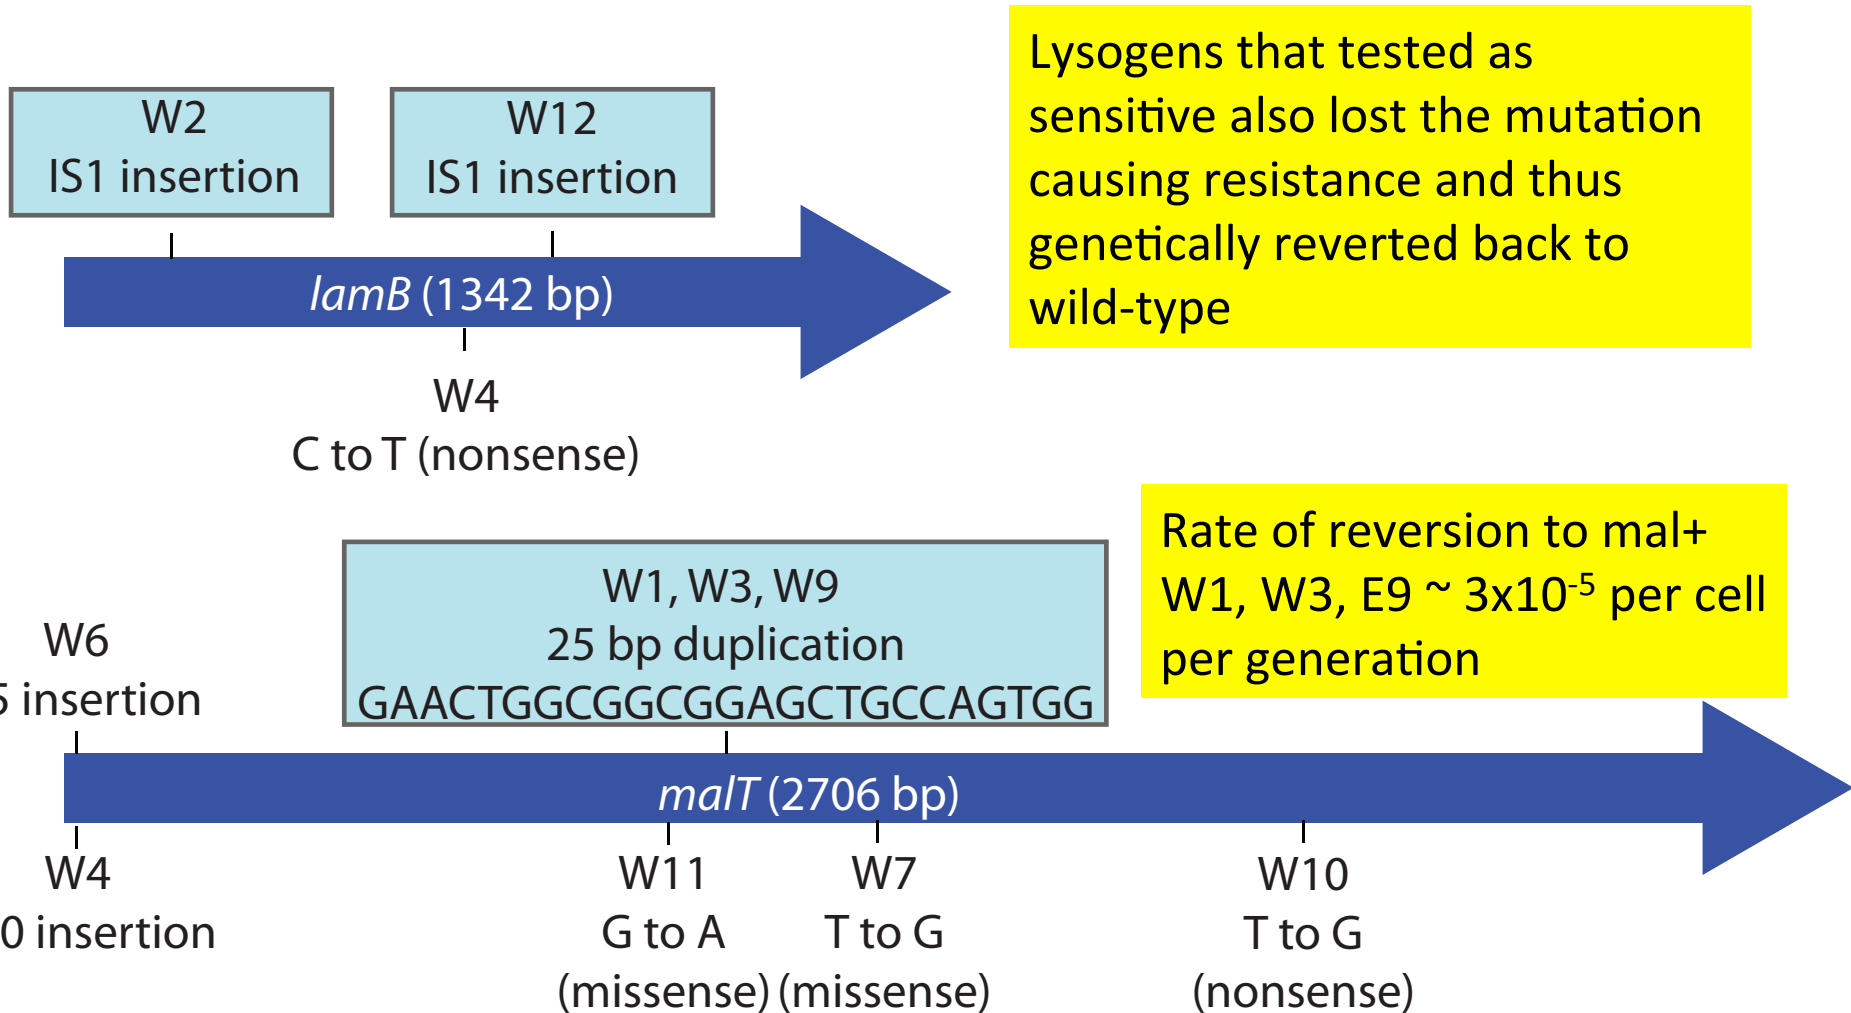 W2
IS1 insertion
W12
IS1 insertion
Lysogens that tested as
sensitive also lost the mutation
causing resistance and thus
genetically reverted back to
wild-type
lamB (1342 bp)
W4
C to T (nonsense)
W1, W3, W9
25 bp duplication
GAACTGGCGGCGGAGCTGCCAGTGG
Rate of reversion to mal+
W1, W3, E9 ~ 3x10⁻⁵ per cell
per generation
W6
5 insertion
malT (2706 bp)
W4
0 insertion
W11
G to A
(missense)
W7
T to G
(missense)
W10
T to G
(nonsense)